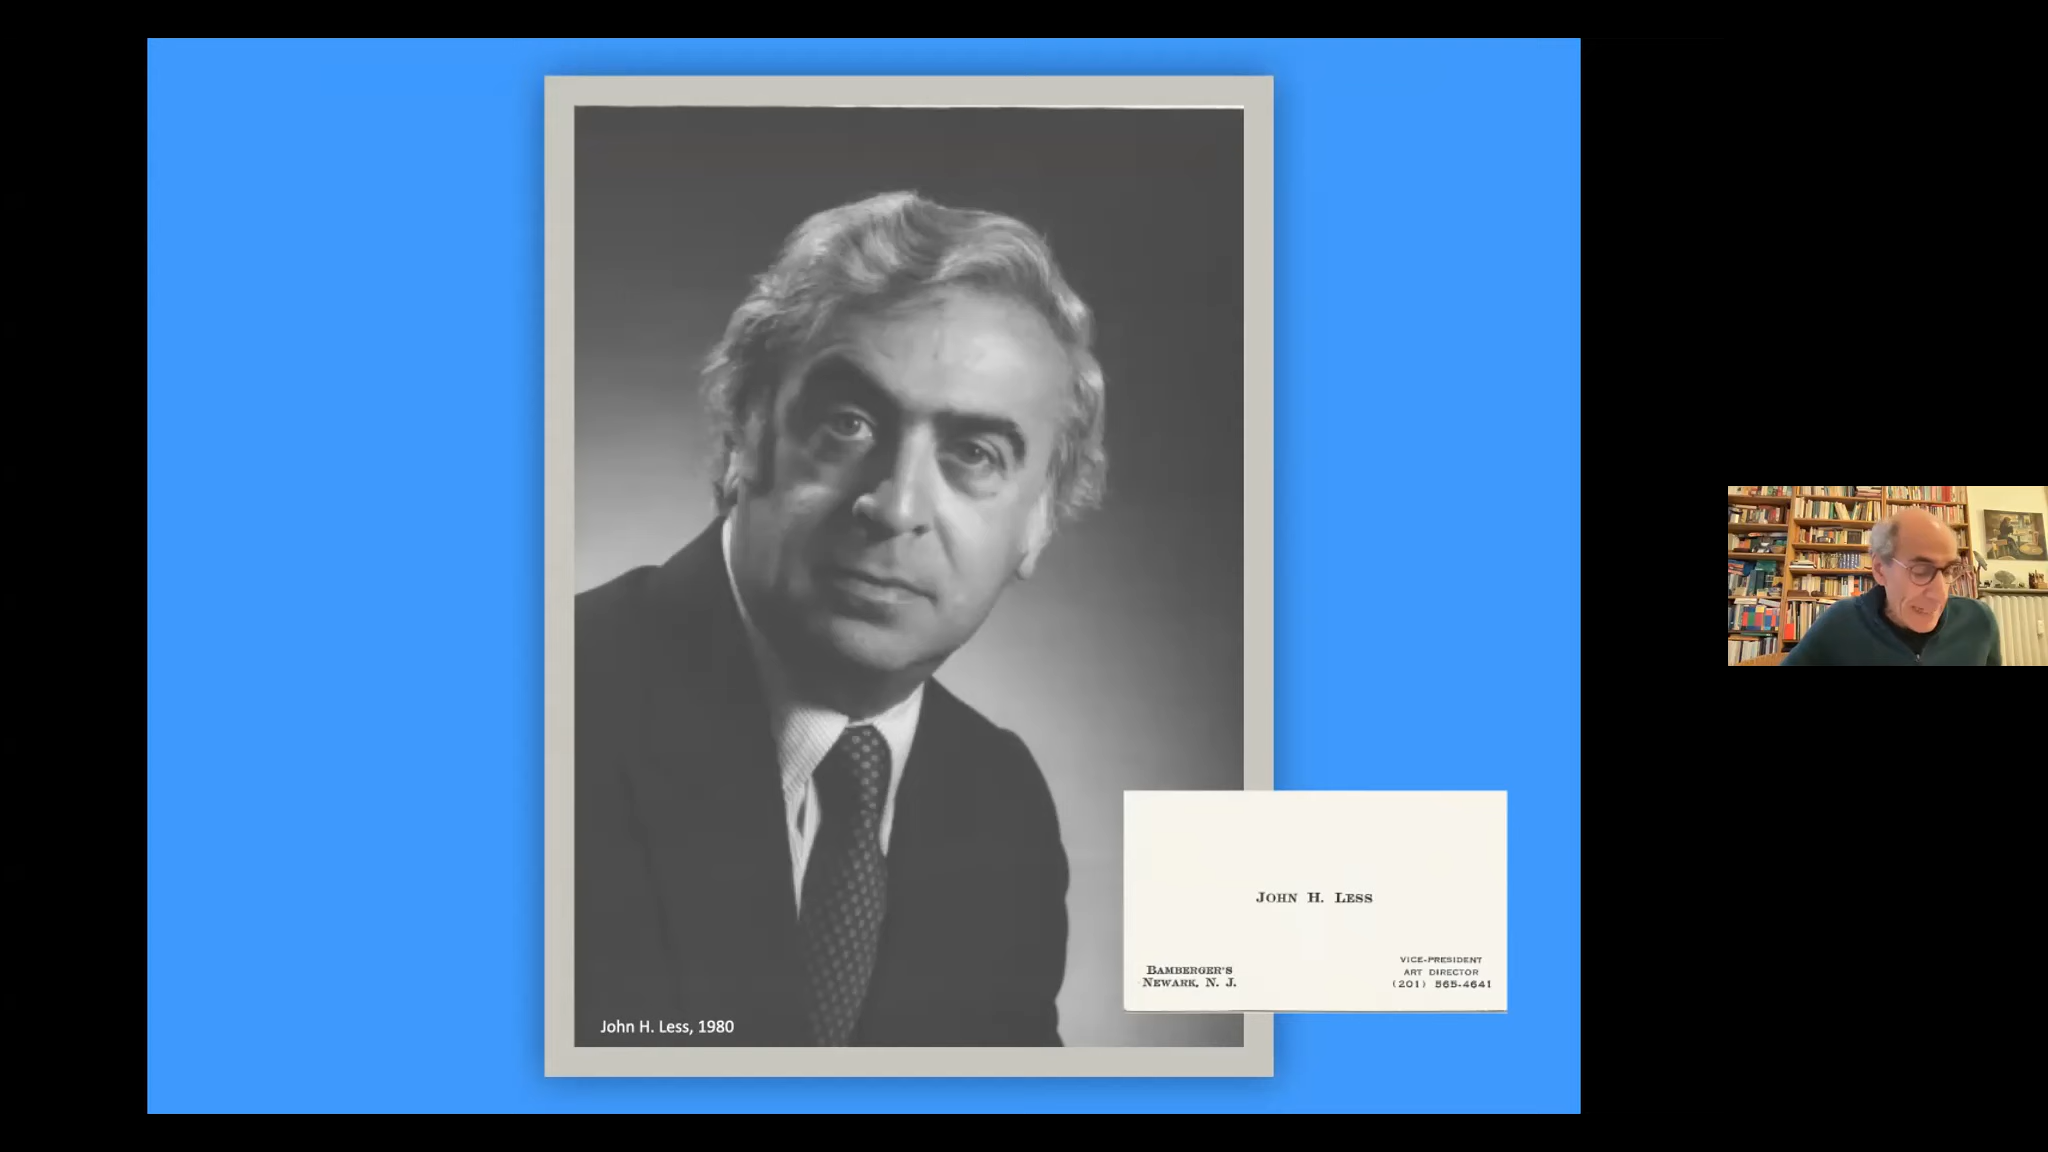 John H. Less, 1980
JOHN H. LESS
BAMBERGER'S
NEWARK, N. J.
VICE-PRESIDENT
ART DIRECTOR
(201) 565-4641